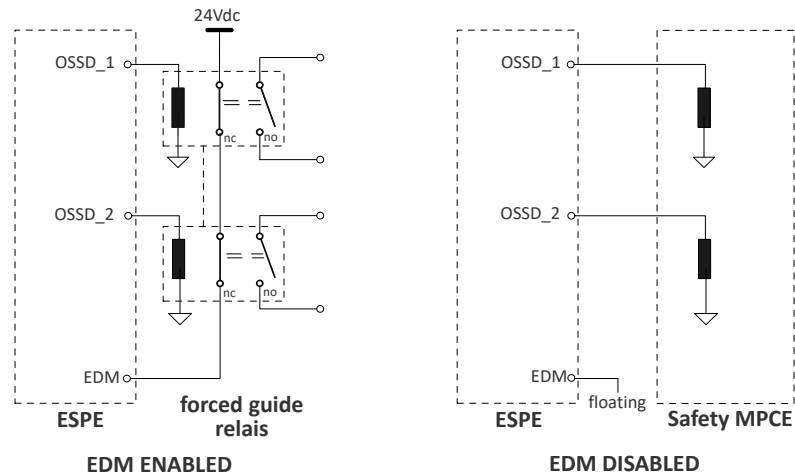 24Vdc
OSSD_1
nc
no
OSSD_2
nc
no
EDM
ESPE
forced guide
relais
EDM ENABLED
OSSD_1
OSSD_2
EDM
floating
ESPE
Safety MPCE
EDM DISABLED